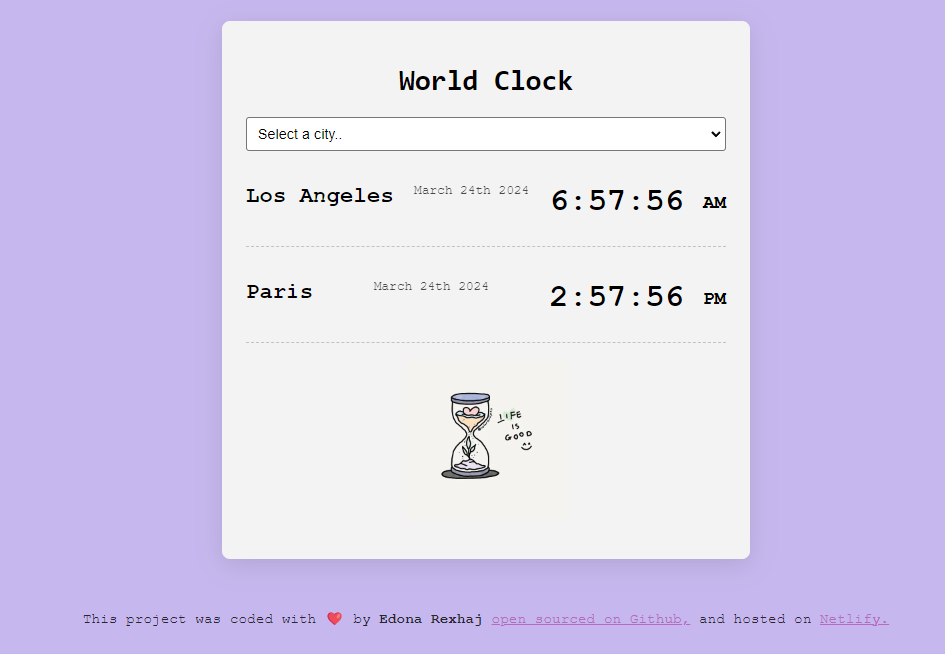 World Clock
Select a city..
Los Angeles March 24th 2024 6:57:56 AM
Paris March 24th 2024 2:57:56 PM
LIFE
IS
GOOD
This project was coded with ❤️ by Edona Rexhaj open sourced on Github, and hosted on Netlify.